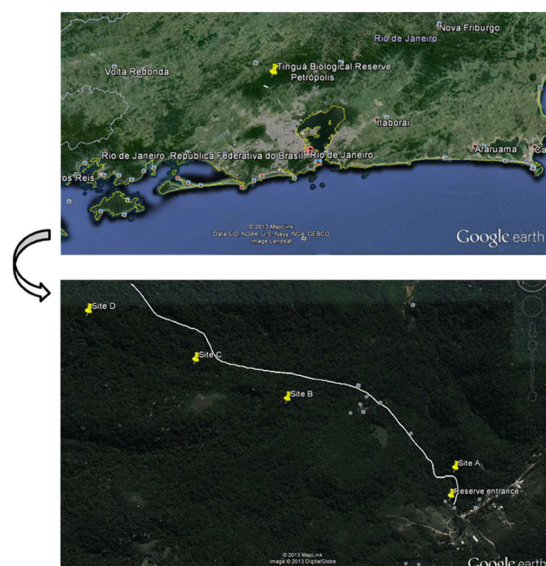 Nova Friburgo
Rio de Janeiro
Tinguá Biological Reserve
Volta Redonda
Petrópolis
Itaboraí
Rio de Janeiro República Federativa do Brasil Rio de Janeiro
Araruama
Ca
os Reis
© 2013 MapLink
Data SIO, NOAA, U.S. Navy, NGA, GEBCO
Image Landsat
Google earth
Site D
Site C
Site B
Site A
Reserve entrance
© 2013 MapLink
Image © 2013 DigitalGlobe
Google earth